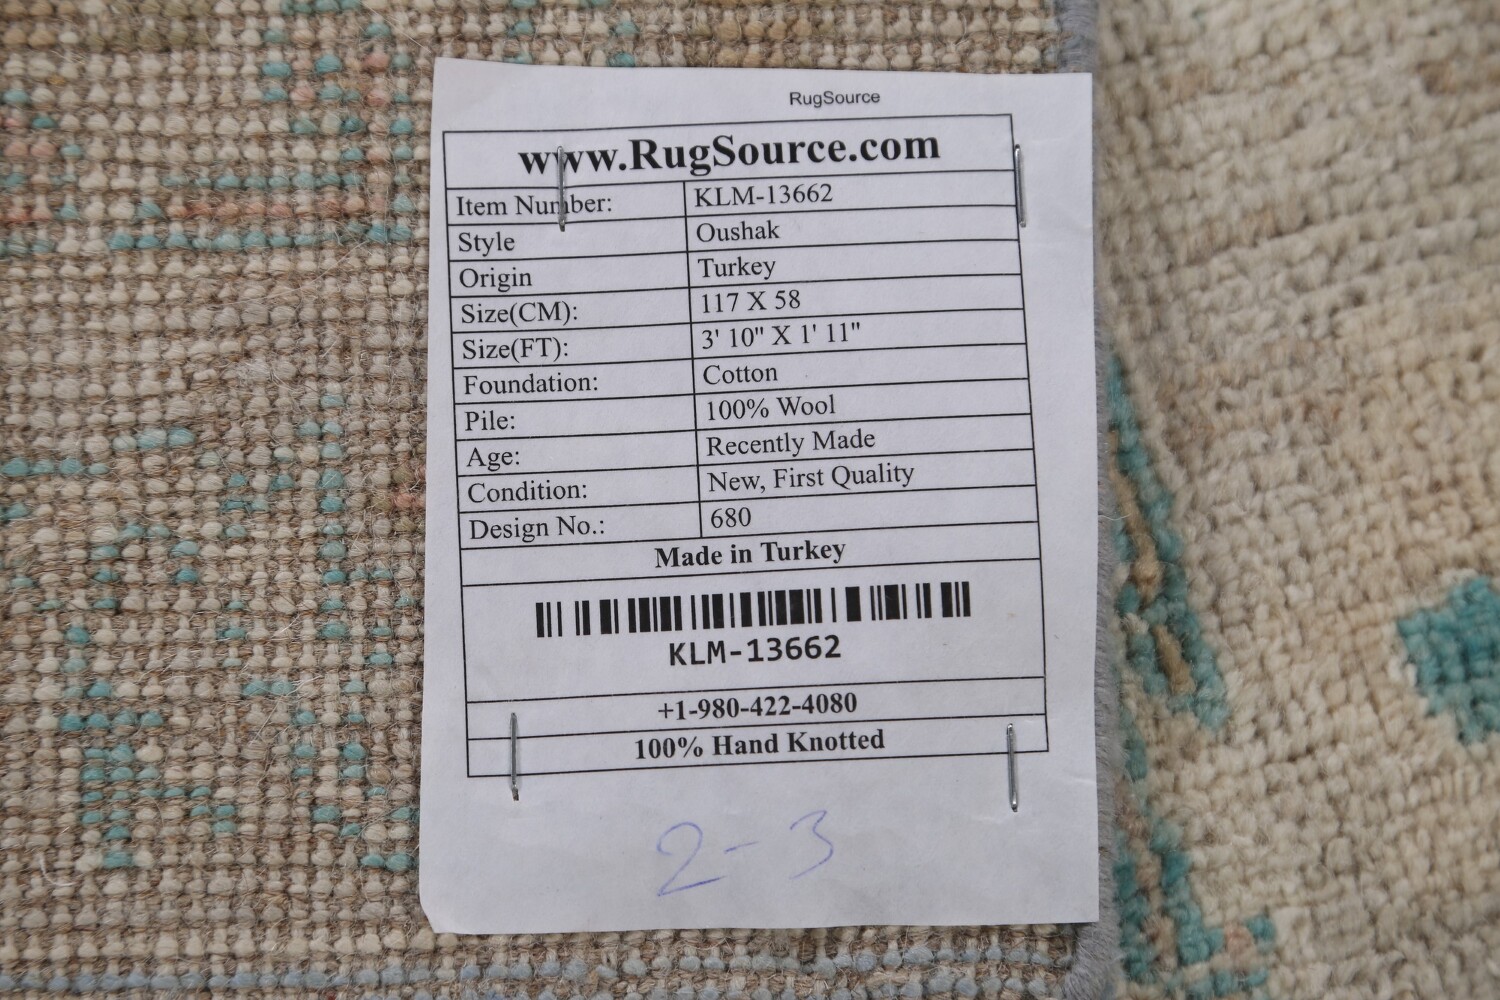 RugSource
www.RugSource.com
Item Number: KLM-13662
Style Oushak
Origin Turkey
Size(CM): 117 X 58
Size(FT): 3' 10" X 1' 11"
Foundation: Cotton
Pile: 100% Wool
Age: Recently Made
Condition: New, First Quality
Design No.: 680
Made in Turkey
KLM-13662
+1-980-422-4080
100% Hand Knotted
2-3